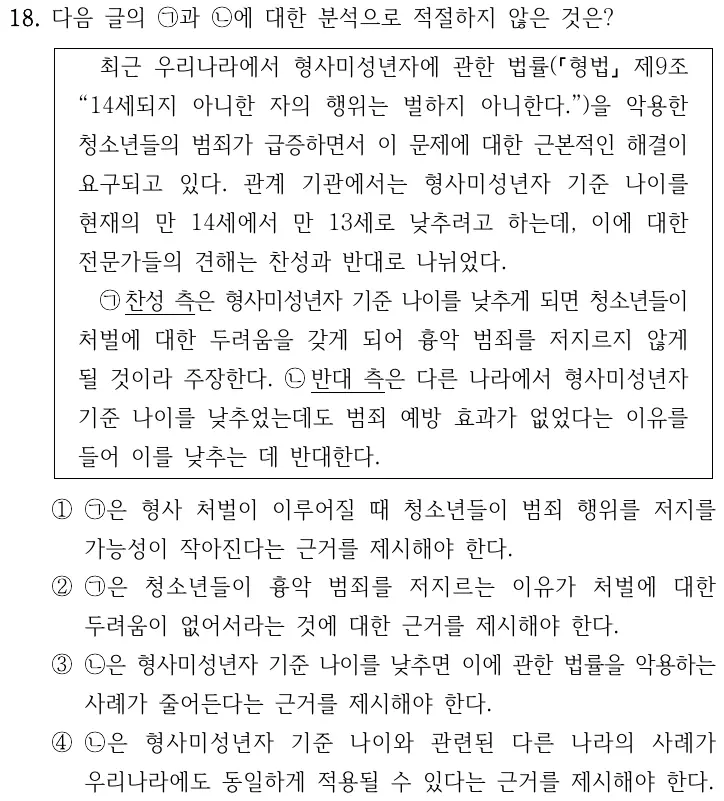 18. 다음 글의 ㉠과 ㉡에 대한 분석으로 적절하지 않은 것은?
최근 우리나라에서 형사미성년자에 관한 법률(｢형법｣ 제9조
“14세되지 아니한 자의 행위는 벌하지 아니한다.”)을 악용한
청소년들의 범죄가 급증하면서 이 문제에 대한 근본적인 해결이
요구되고 있다. 관계 기관에서는 형사미성년자 기준 나이를
현재의 만 14세에서 만 13세로 낮추려고 하는데, 이에 대한
전문가들의 견해는 찬성과 반대로 나뉘었다.
㉠찬성 측은 형사미성년자 기준 나이를 낮추게 되면 청소년들이
처벌에 대한 두려움을 갖게 되어 흉악 범죄를 저지르지 않게
될 것이라 주장한다. ㉡반대 측은 다른 나라에서 형사미성년자
기준 나이를 낮추었는데도 범죄 예방 효과가 없었다는 이유를
들어 이를 낮추는 데 반대한다.
① ㉠은 형사 처벌이 이루어질 때 청소년들이 범죄 행위를 저지를
가능성이 작아진다는 근거를 제시해야 한다.
② ㉠은 청소년들이 흉악 범죄를 저지르는 이유가 처벌에 대한
두려움이 없어서라는 것에 대한 근거를 제시해야 한다.
③ ㉡은 형사미성년자 기준 나이를 낮추면 이에 관한 법률을 악용하는
사례가 줄어든다는 근거를 제시해야 한다.
④ ㉡은 형사미성년자 기준 나이와 관련된 다른 나라의 사례가
우리나라에도 동일하게 적용될 수 있다는 근거를 제시해야 한다.